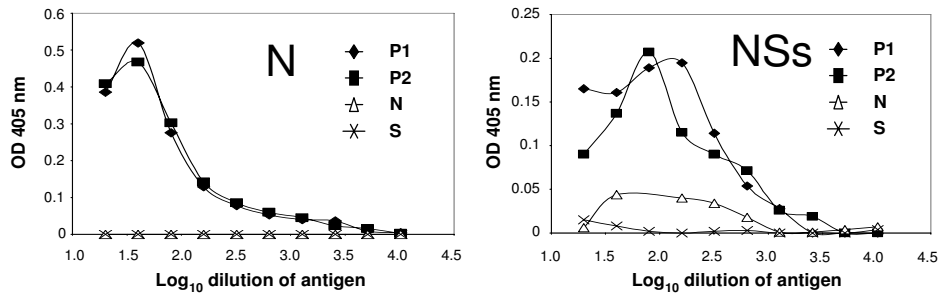 N
P1
P2
N
S
OD 405 nm
0.6
0.5
0.4
0.3
0.2
0.1
0
1.0 1.5 2.0 2.5 3.0 3.5 4.0 4.5
Log10 dilution of antigen
NSs
P1
P2
N
S
OD 405 nm
0.25
0.2
0.15
0.1
0.05
0
1.0 1.5 2.0 2.5 3.0 3.5 4.0 4.5
Log10 dilution of antigen